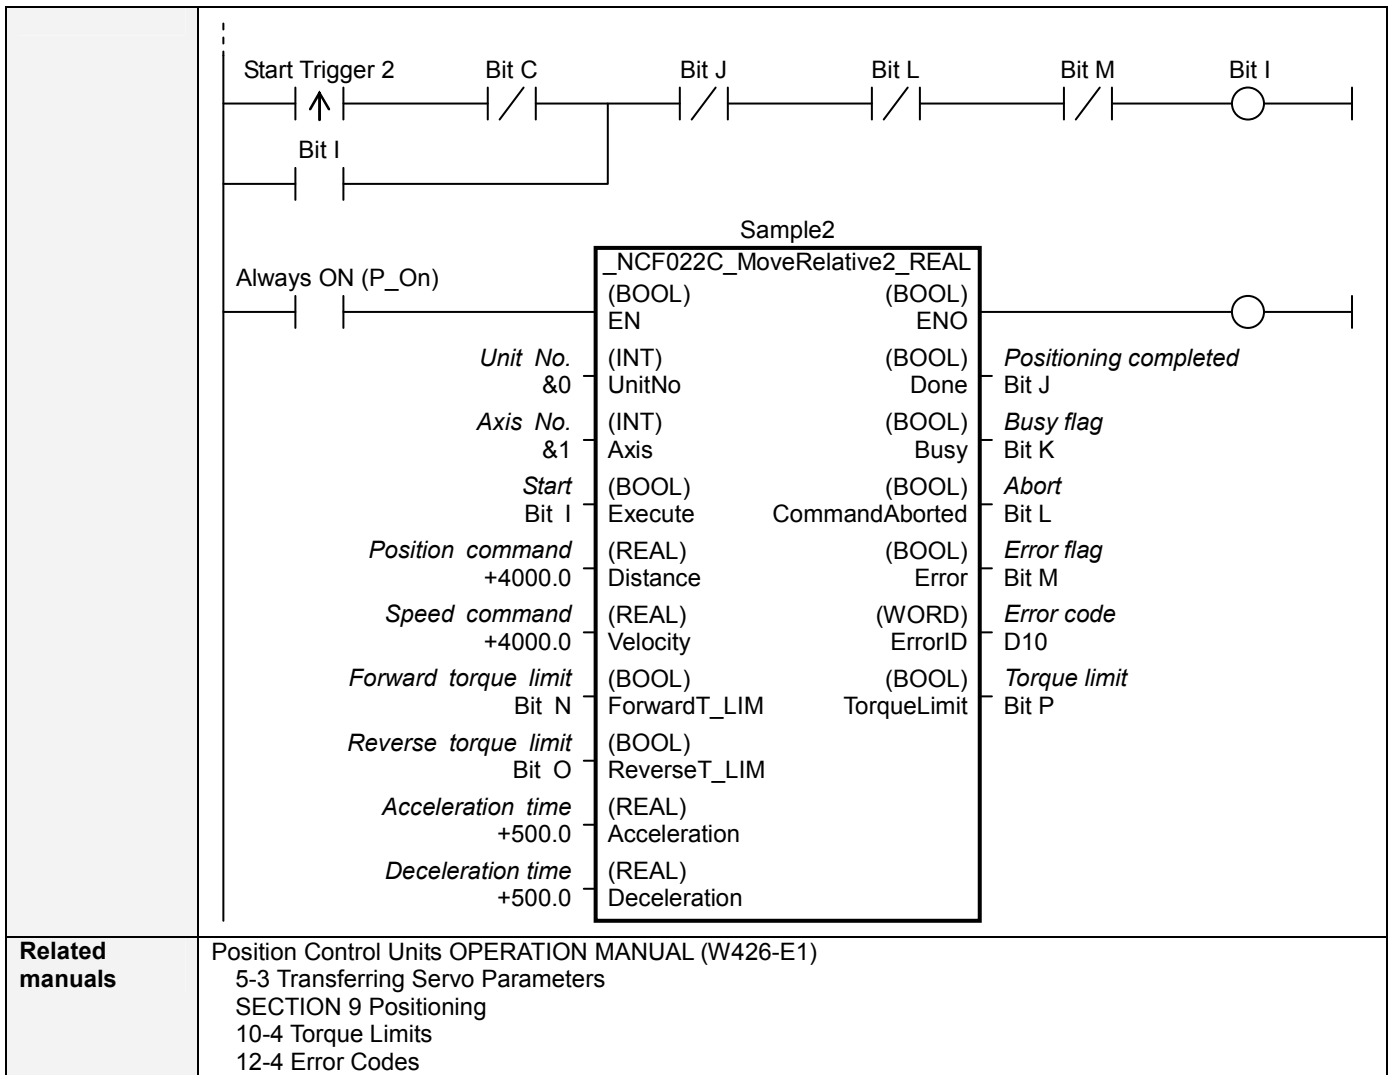 Start Trigger 2 Bit C Bit J Bit L Bit M Bit I
Bit I
Sample2
_NCF022C_MoveRelative2_REAL
Always ON (P_On)
(BOOL) (BOOL)
EN ENO
Unit No. (INT) (BOOL) Positioning completed
&0 UnitNo Done Bit J
Axis No. (INT) (BOOL) Busy flag
&1 Axis Busy Bit K
Start (BOOL) (BOOL) Abort
Bit I Execute CommandAborted Bit L
Position command (REAL) (BOOL) Error flag
+4000.0 Distance Error Bit M
Speed command (REAL) (WORD) Error code
+4000.0 Velocity ErrorID D10
Forward torque limit (BOOL) (BOOL) Torque limit
Bit N ForwardT_LIM TorqueLimit Bit P
Reverse torque limit (BOOL)
Bit O ReverseT_LIM
Acceleration time (REAL)
+500.0 Acceleration
Deceleration time (REAL)
+500.0 Deceleration
Related manuals
Position Control Units OPERATION MANUAL (W426-E1)
5-3 Transferring Servo Parameters
SECTION 9 Positioning
10-4 Torque Limits
12-4 Error Codes